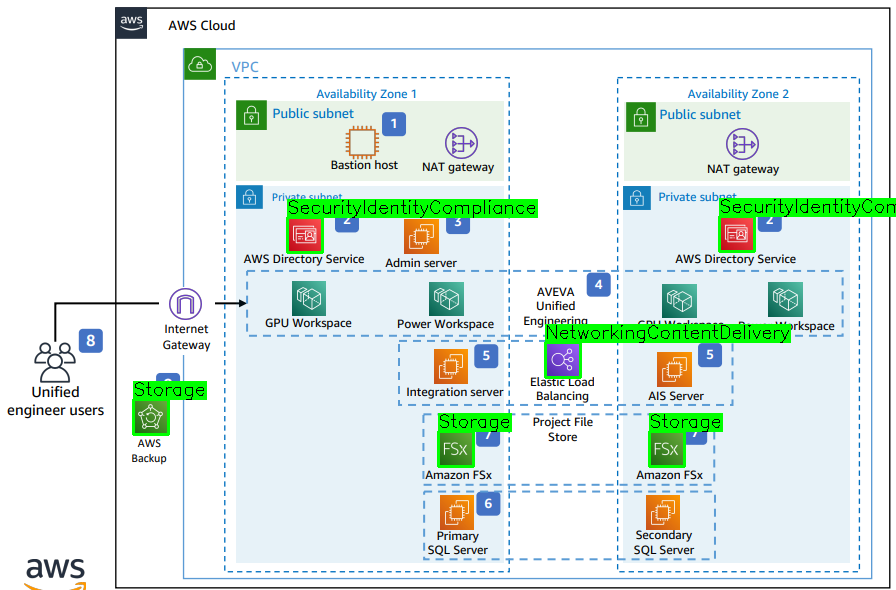 aws
AWS Cloud
VPC
Availability Zone 1
Public subnet
1
Bastion host
NAT gateway
Private subnet
SecurityIdentityCompliance
2
3
AWS Directory Service
Admin server
GPU Workspace
Power Workspace
Availability Zone 2
Public subnet
NAT gateway
Private subnet
SecurityIdentityCom
2
AWS Directory Service
GPU Workspace
Workspace
AVEVA
Unified
Engineering
4
NetworkingContentDelivery
5
Integration server
Elastic Load
Balancing
5
AIS Server
Storage
7
Amazon FSx
FSx
Project File
Store
Storage
7
FSx
Amazon FSx
6
Primary
SQL Server
Secondary
SQL Server
Internet
Gateway
8
Unified
engineer users
Storage
AWS
Backup
aws